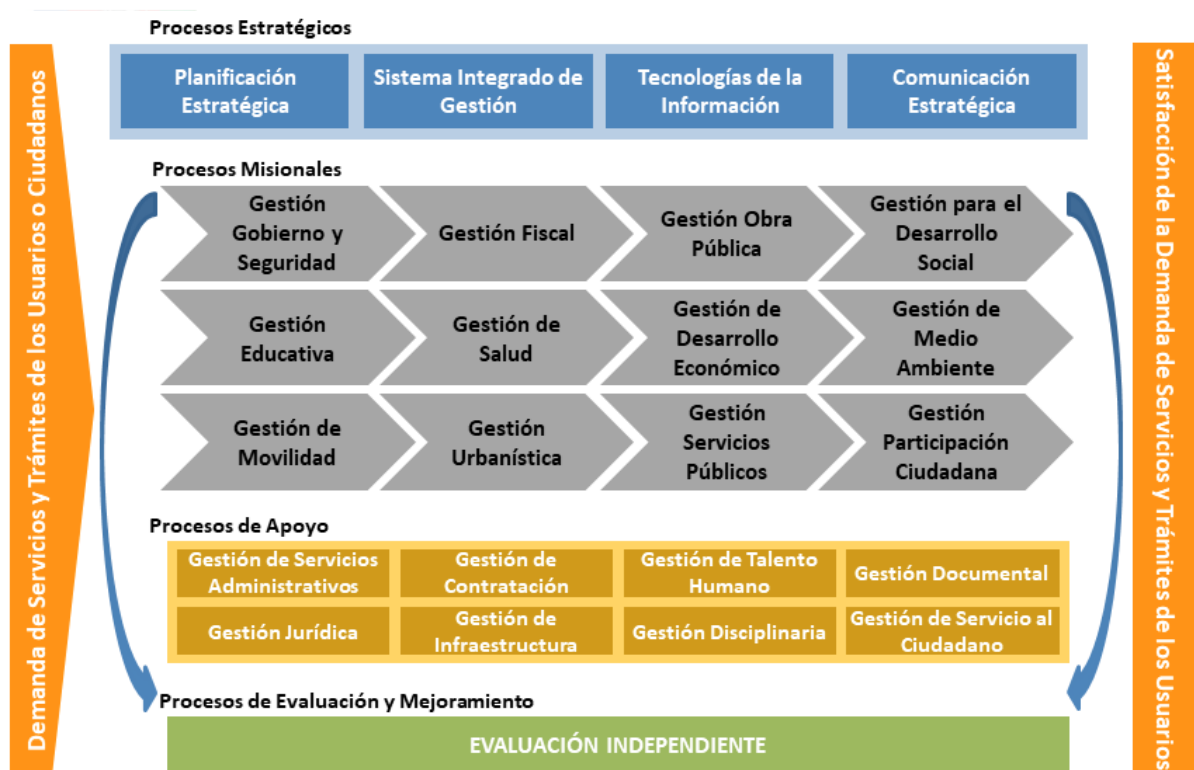 Procesos Estratégicos
Planificación
Estratégica
Sistema Integrado de
Gestión
Tecnologías de la
Información
Comunicación
Estratégica
Procesos Misionales
Gestión
Gobierno y
Seguridad
Gestión Fiscal
Gestión Obra
Pública
Gestión para el
Desarrollo
Social
Gestión
Educativa
Gestión de
Salud
Gestión de
Desarrollo
Económico
Gestión de
Medio
Ambiente
Gestión de
Movilidad
Gestión
Urbanística
Gestión
Servicios
Públicos
Gestión
Participación
Ciudadana
Procesos de Apoyo
Gestión de Servicios
Administrativos
Gestión de
Contratación
Gestión de Talento
Humano
Gestión Documental
Gestión Jurídica
Gestión de
Infraestructura
Gestión Disciplinaria
Gestión de Servicio al
Ciudadano
Procesos de Evaluación y Mejoramiento
EVALUACIÓN INDEPENDIENTE
Demanda de Servicios y Trámites de los Usuarios o Ciudadanos
Satisfacción de la Demanda de Servicios y Trámites de los Usuarios